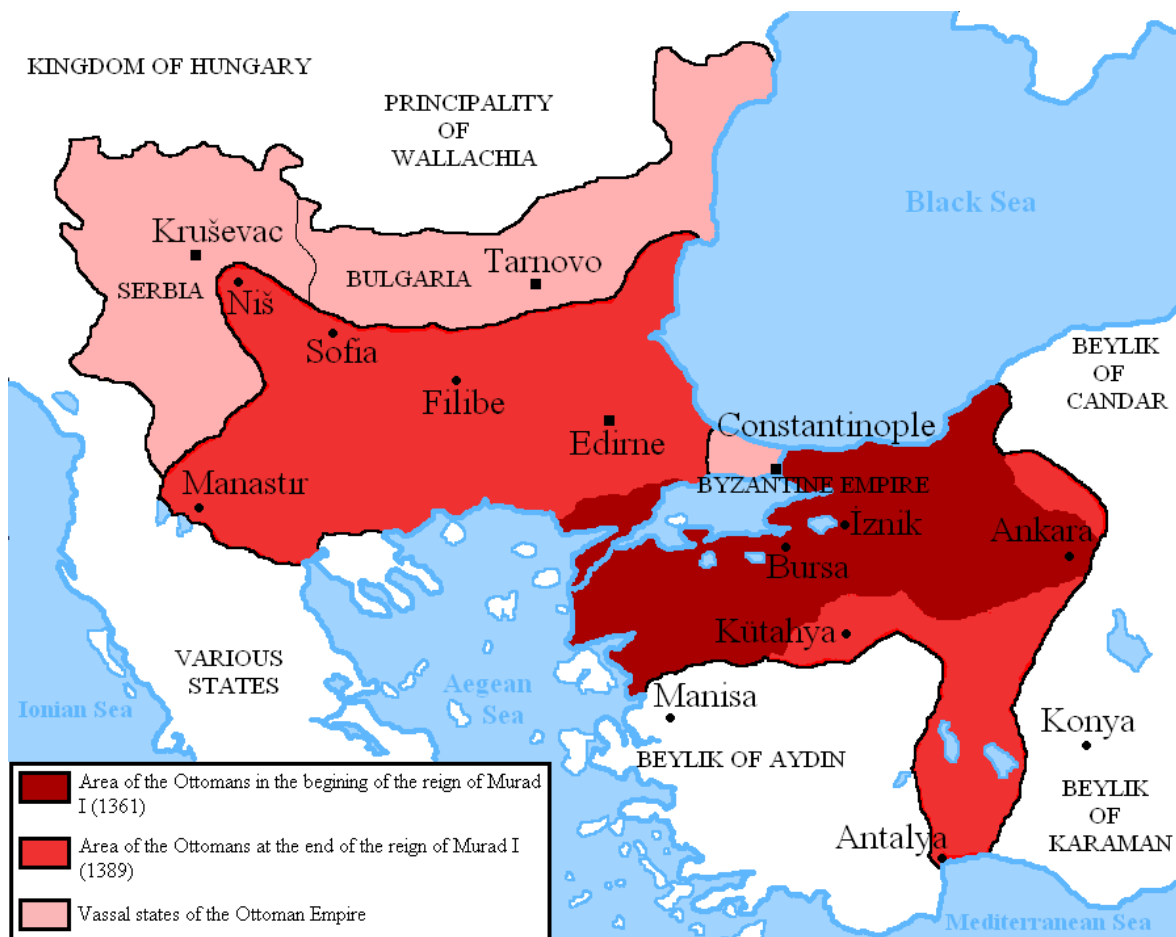 KINGDOM OF HUNGARY
PRINCIPALITY
OF
WALLACHIA
Black Sea
Kruševac
Tarnovo
BULGARIA
SERBIA
Niš
Sofia
BEYLIK
OF
CANDAR
Filibe
Constantinople
Edirne
Manastır
BYZANTINE EMPIRE
İznik
Ankara
Bursa
Kütahya
VARIOUS
STATES
Aegean
Sea
Manisa
Ionian Sea
Konya
BEYLIK OF AYDIN
BEYLIK
OF
KARAMAN
Antalya
Mediterranean Sea
Area of the Ottomans in the begining of the reign of Murad
I (1361)
Area of the Ottomans at the end of the reign of Murad I
(1389)
Vassal states of the Ottoman Empire